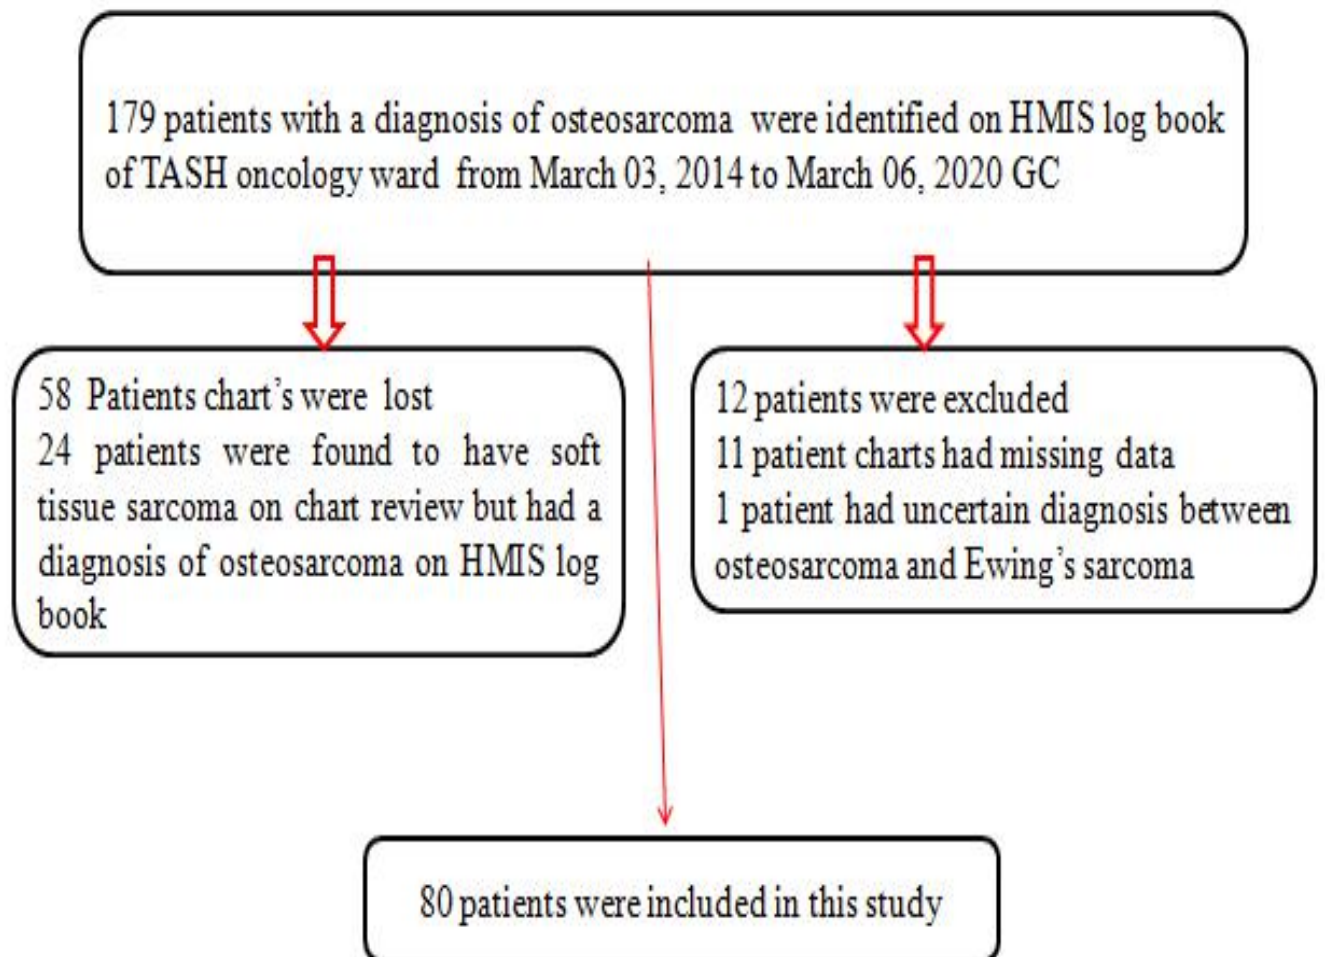 179 patients with a diagnosis of osteosarcoma were identified on HMIS log book
of TASH oncology ward from March 03, 2014 to March 06, 2020 GC
58 Patients chart's were lost
24 patients were found to have soft
tissue sarcoma on chart review but had a
diagnosis of osteosarcoma on HMIS log
book
12 patients were excluded
11 patient charts had missing data
1 patient had uncertain diagnosis between
osteosarcoma and Ewing's sarcoma
80 patients were included in this study